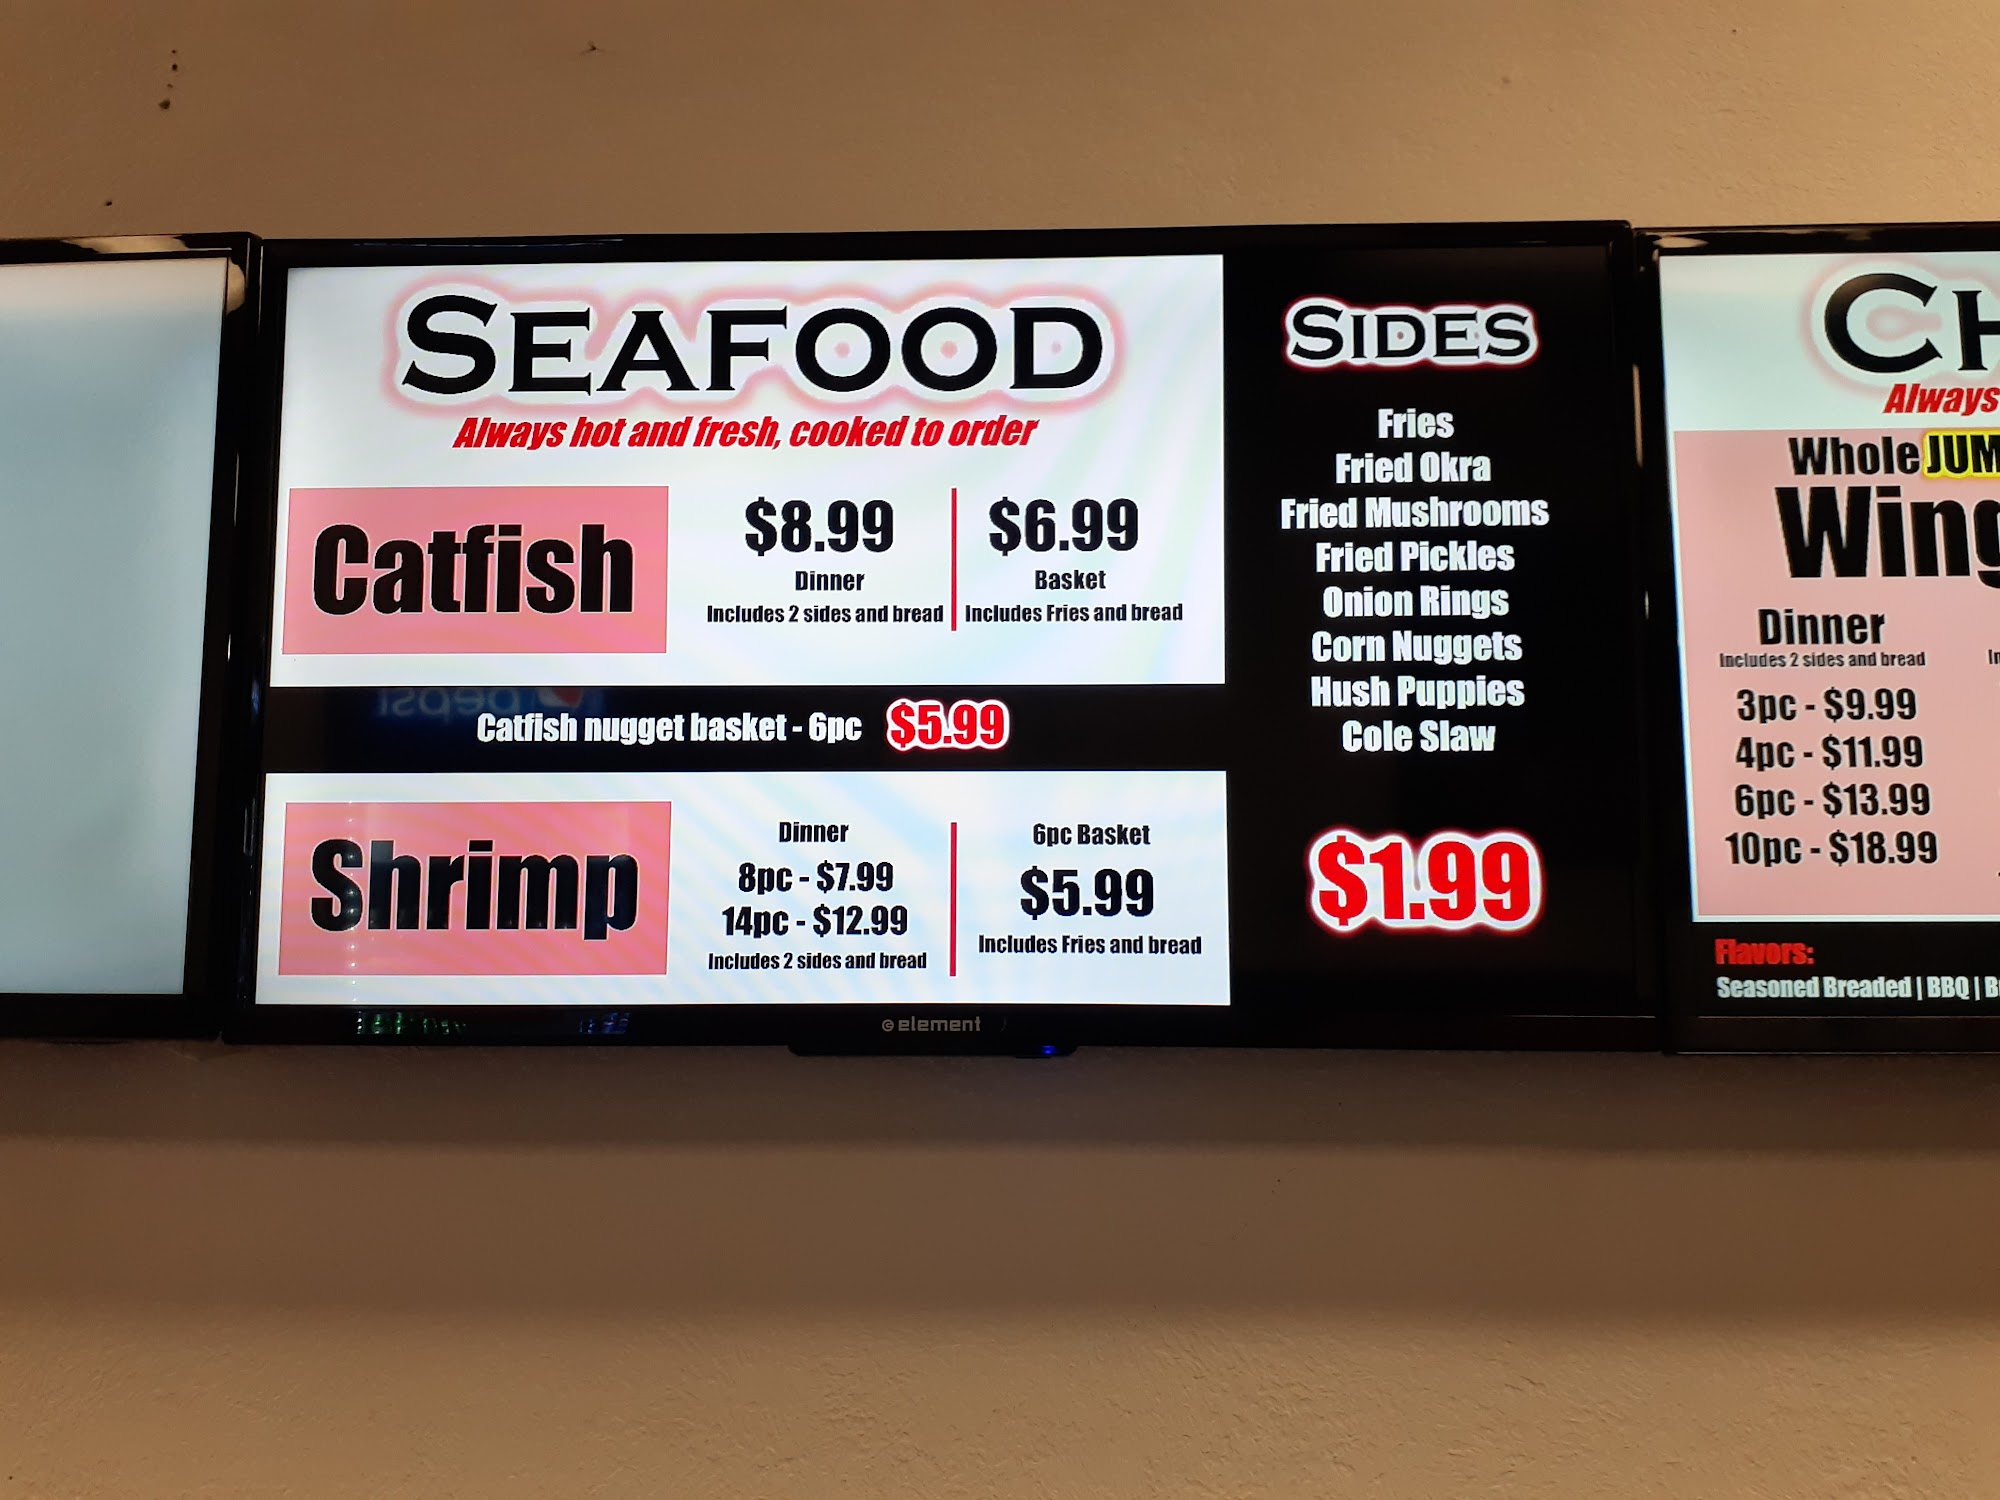 SEAFOOD
Always hot and fresh, cooked to order
Catfish
$8.99
Dinner
Includes 2 sides and bread
$6.99
Basket
Includes Fries and bread
Catfish nugget basket - 6pc $5.99
Shrimp
Dinner
8pc - $7.99
14pc - $12.99
Includes 2 sides and bread
6pc Basket
$5.99
Includes Fries and bread
SIDES
Fries
Fried Okra
Fried Mushrooms
Fried Pickles
Onion Rings
Corn Nuggets
Hush Puppies
Cole Slaw
$1.99
element
Always
Whole
Dinner
Includes 2 sides and bread
3pc - $9.99
4pc - $11.99
6pc - $13.99
10pc - $18.99
Flavors:
Seasoned Breaded | BBQ |